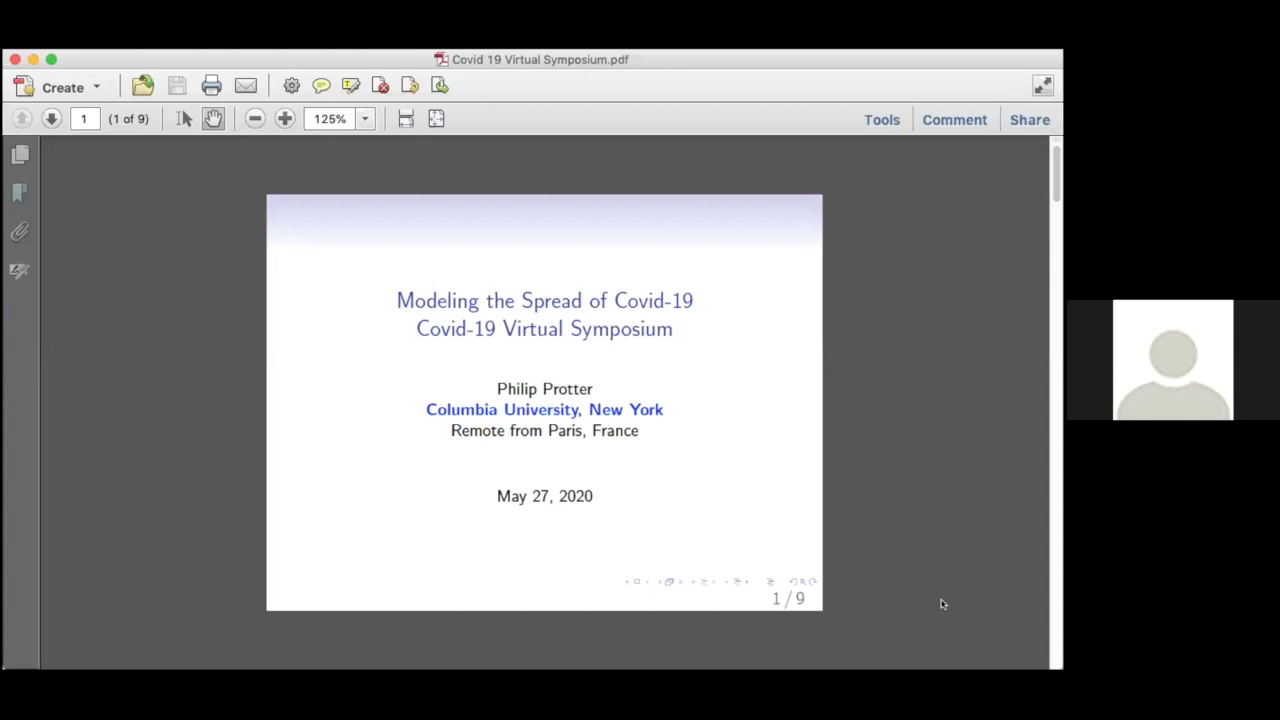 Covid 19 Virtual Symposium.pdf
Create
1 (1 of 9) 125% Tools Comment Share
Modeling the Spread of Covid-19
Covid-19 Virtual Symposium
Philip Protter
Columbia University, New York
Remote from Paris, France
May 27, 2020
1 / 9